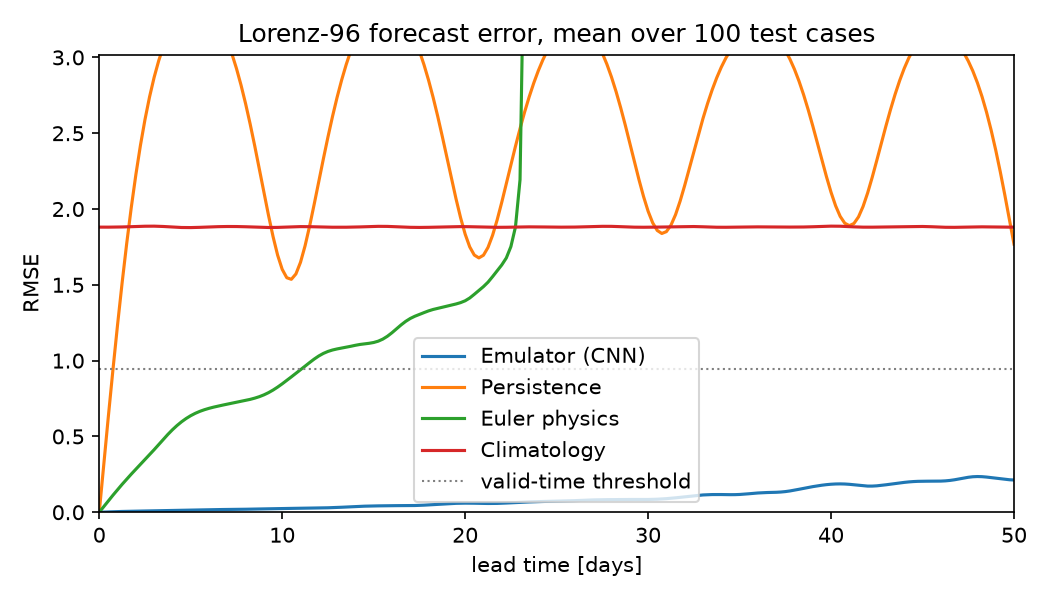 Lorenz-96 forecast error, mean over 100 test cases
3.0
2.5
2.0
1.5
1.0
0.5
0.0
RMSE
Emulator (CNN)
Persistence
Euler physics
Climatology
valid-time threshold
0 10 20 30 40 50
lead time [days]